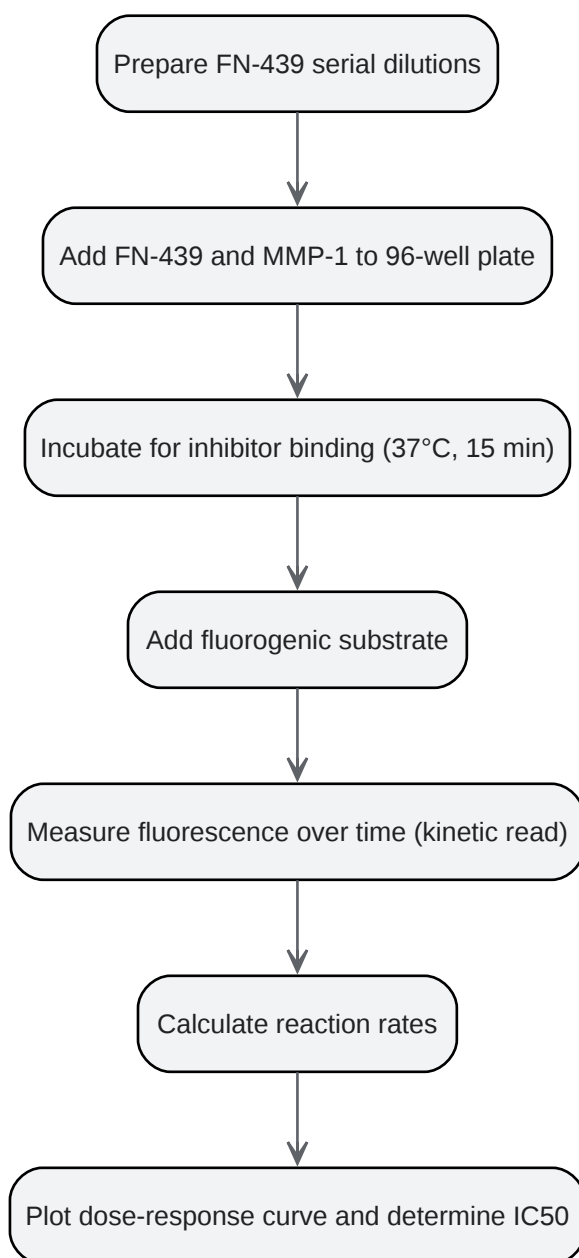 Prepare FN-439 serial dilutions
Add FN-439 and MMP-1 to 96-well plate
Incubate for inhibitor binding (37°C, 15 min)
Add fluorogenic substrate
Measure fluorescence over time (kinetic read)
Calculate reaction rates
Plot dose-response curve and determine IC50